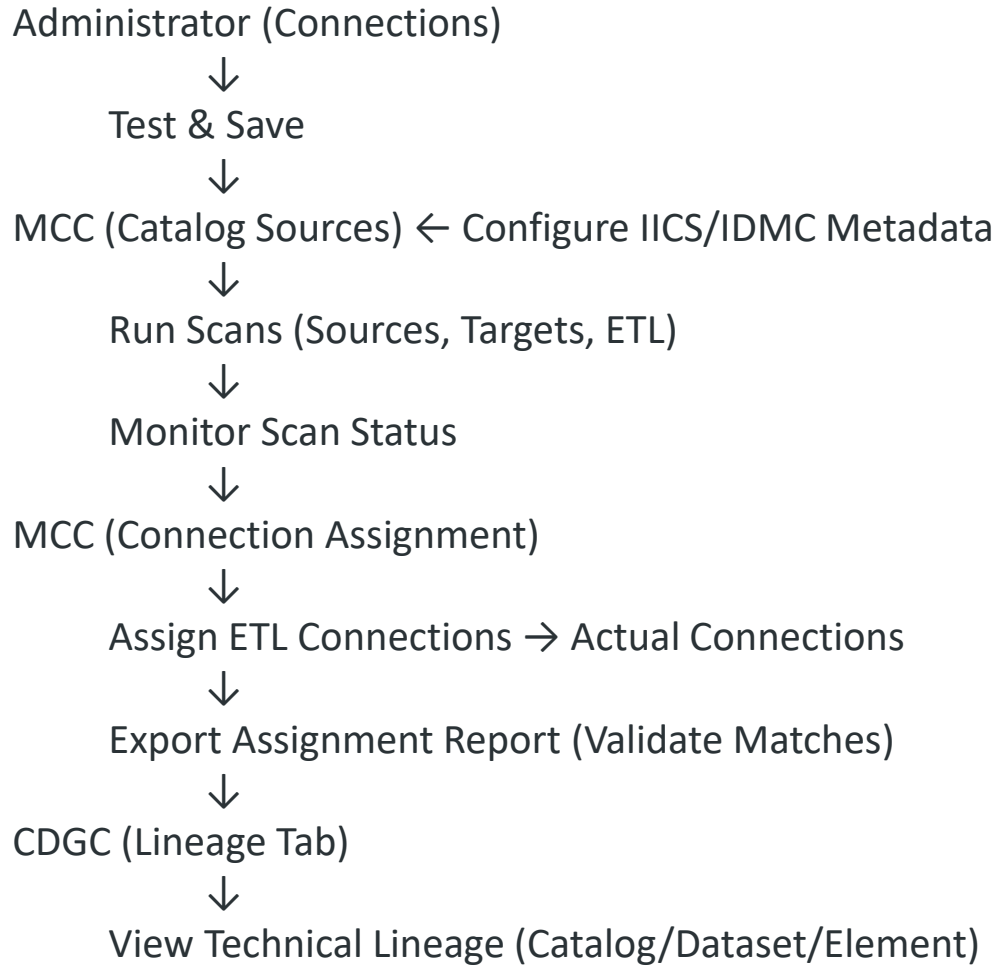 Administrator (Connections)
↓
Test & Save
↓
MCC (Catalog Sources) ← Configure IICS/IDMC Metadata
↓
Run Scans (Sources, Targets, ETL)
↓
Monitor Scan Status
↓
MCC (Connection Assignment)
↓
Assign ETL Connections → Actual Connections
↓
Export Assignment Report (Validate Matches)
↓
CDGC (Lineage Tab)
↓
View Technical Lineage (Catalog/Dataset/Element)